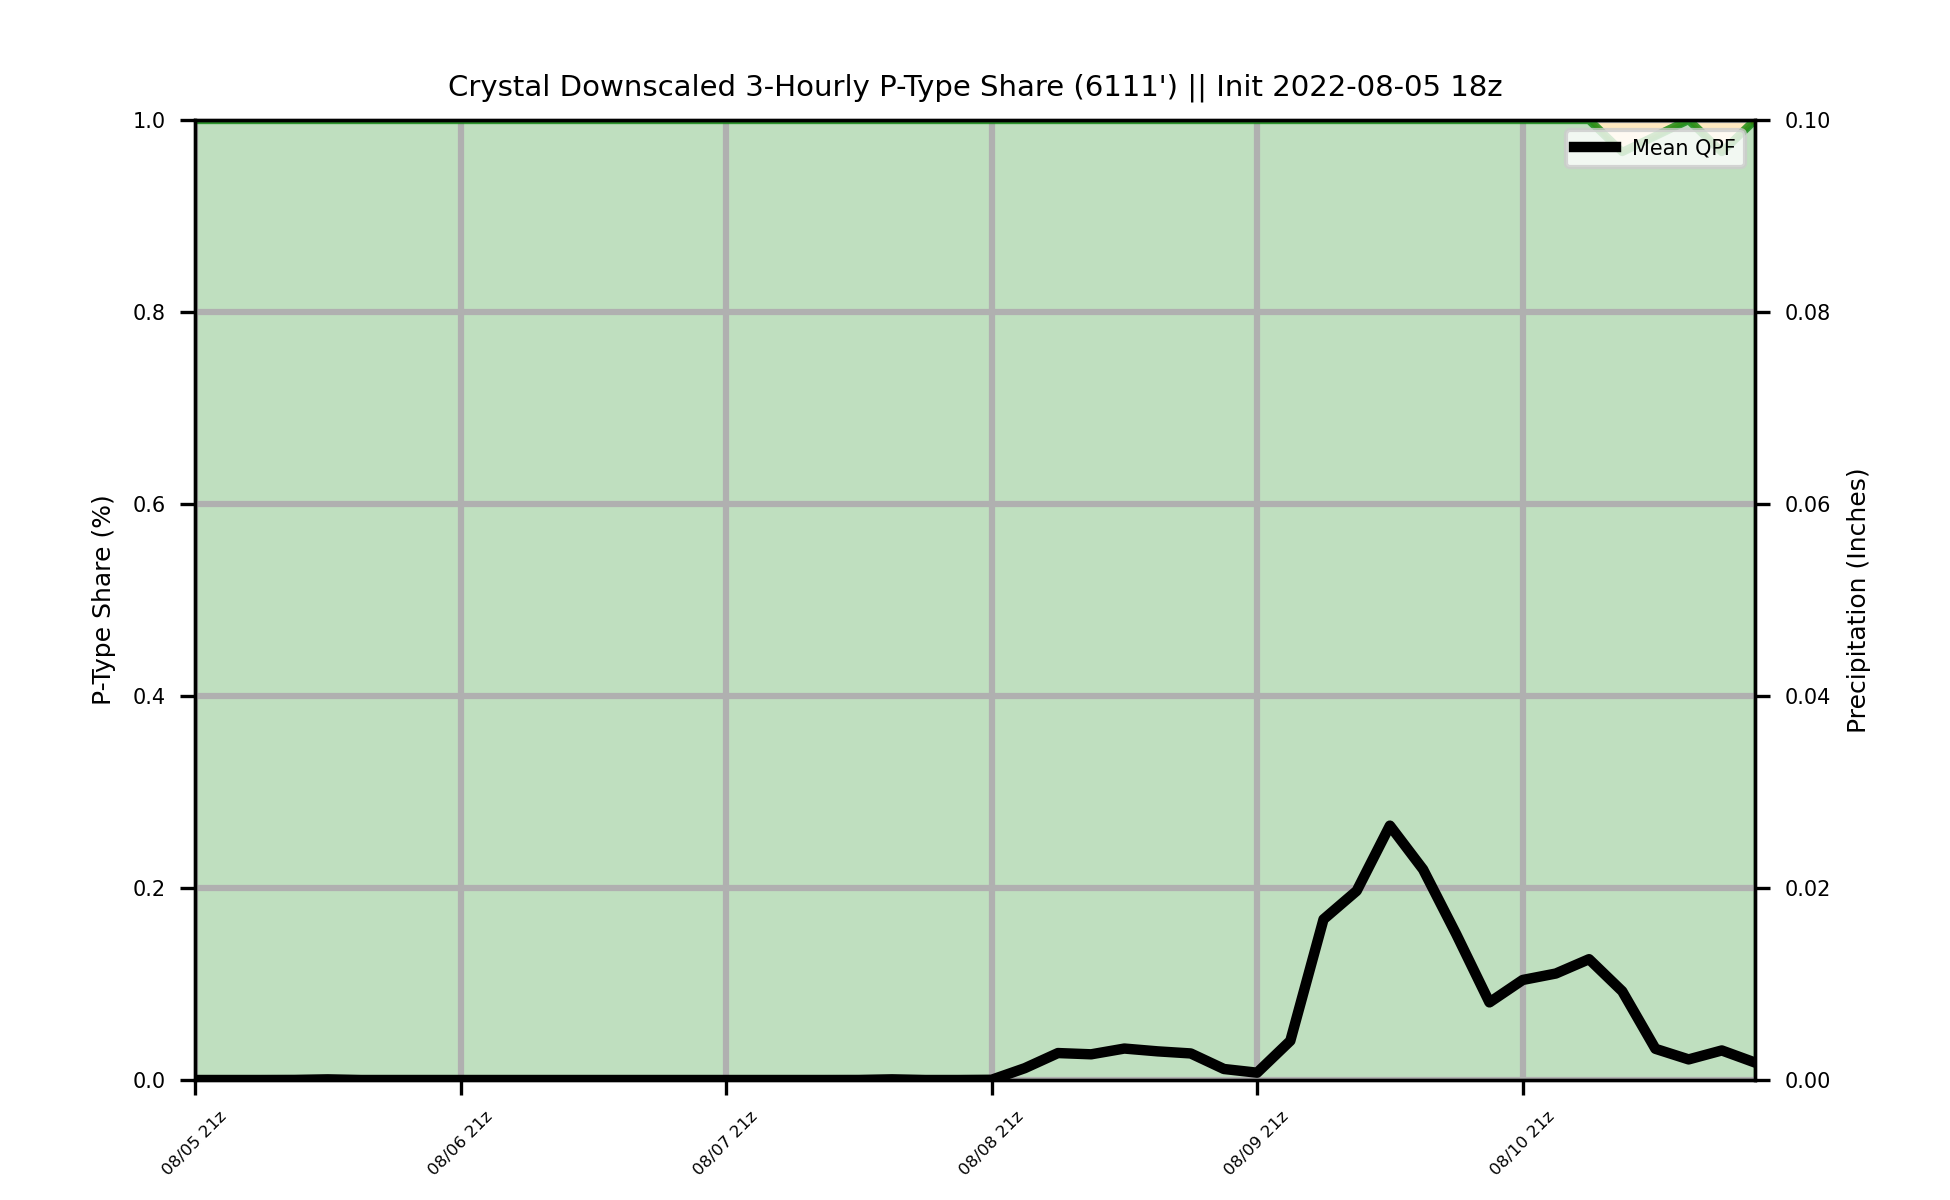 Crystal Downscaled 3-Hourly P-Type Share (6111') || Init 2022-08-05 18z
Mean QPF
P-Type Share (%)
1.0
0.8
0.6
0.4
0.2
0.0
0.10
0.08
0.06
0.04
0.02
0.00
Precipitation (Inches)
08/05 21z
08/06 21z
08/07 21z
08/08 21z
08/09 21z
08/10 21z